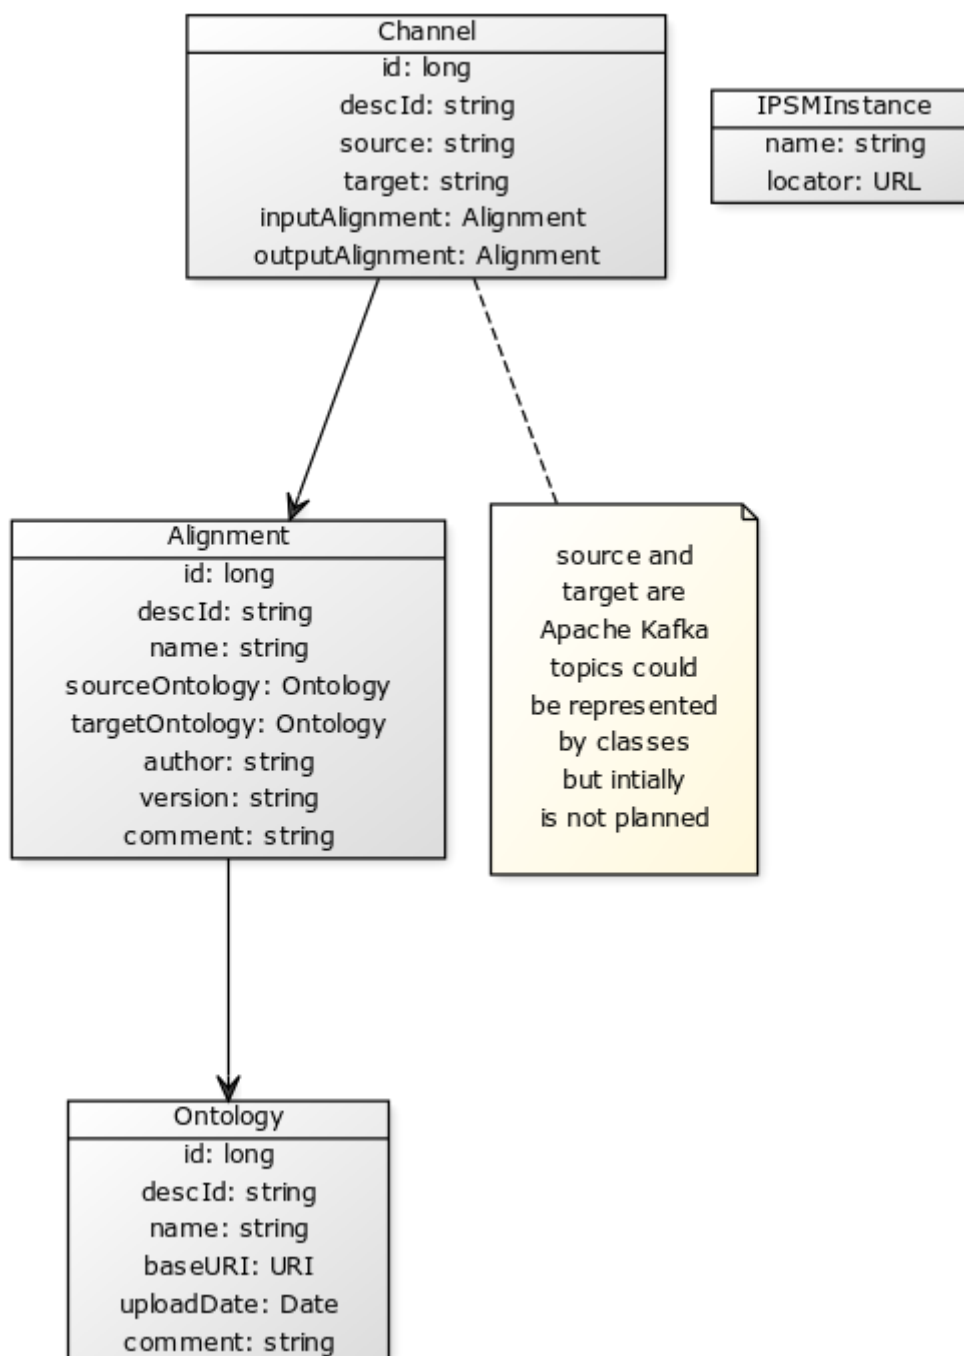 Channel
id: long
descId: string
source: string
target: string
inputAlignment: Alignment
outputAlignment: Alignment
IPSMInstance
name: string
locator: URL
Alignment
id: long
descId: string
name: string
sourceOntology: Ontology
targetOntology: Ontology
author: string
version: string
comment: string
source and
target are
Apache Kafka
topics could
be represented
by classes
but intially
is not planned
Ontology
id: long
descId: string
name: string
baseURI: URI
uploadDate: Date
comment: string